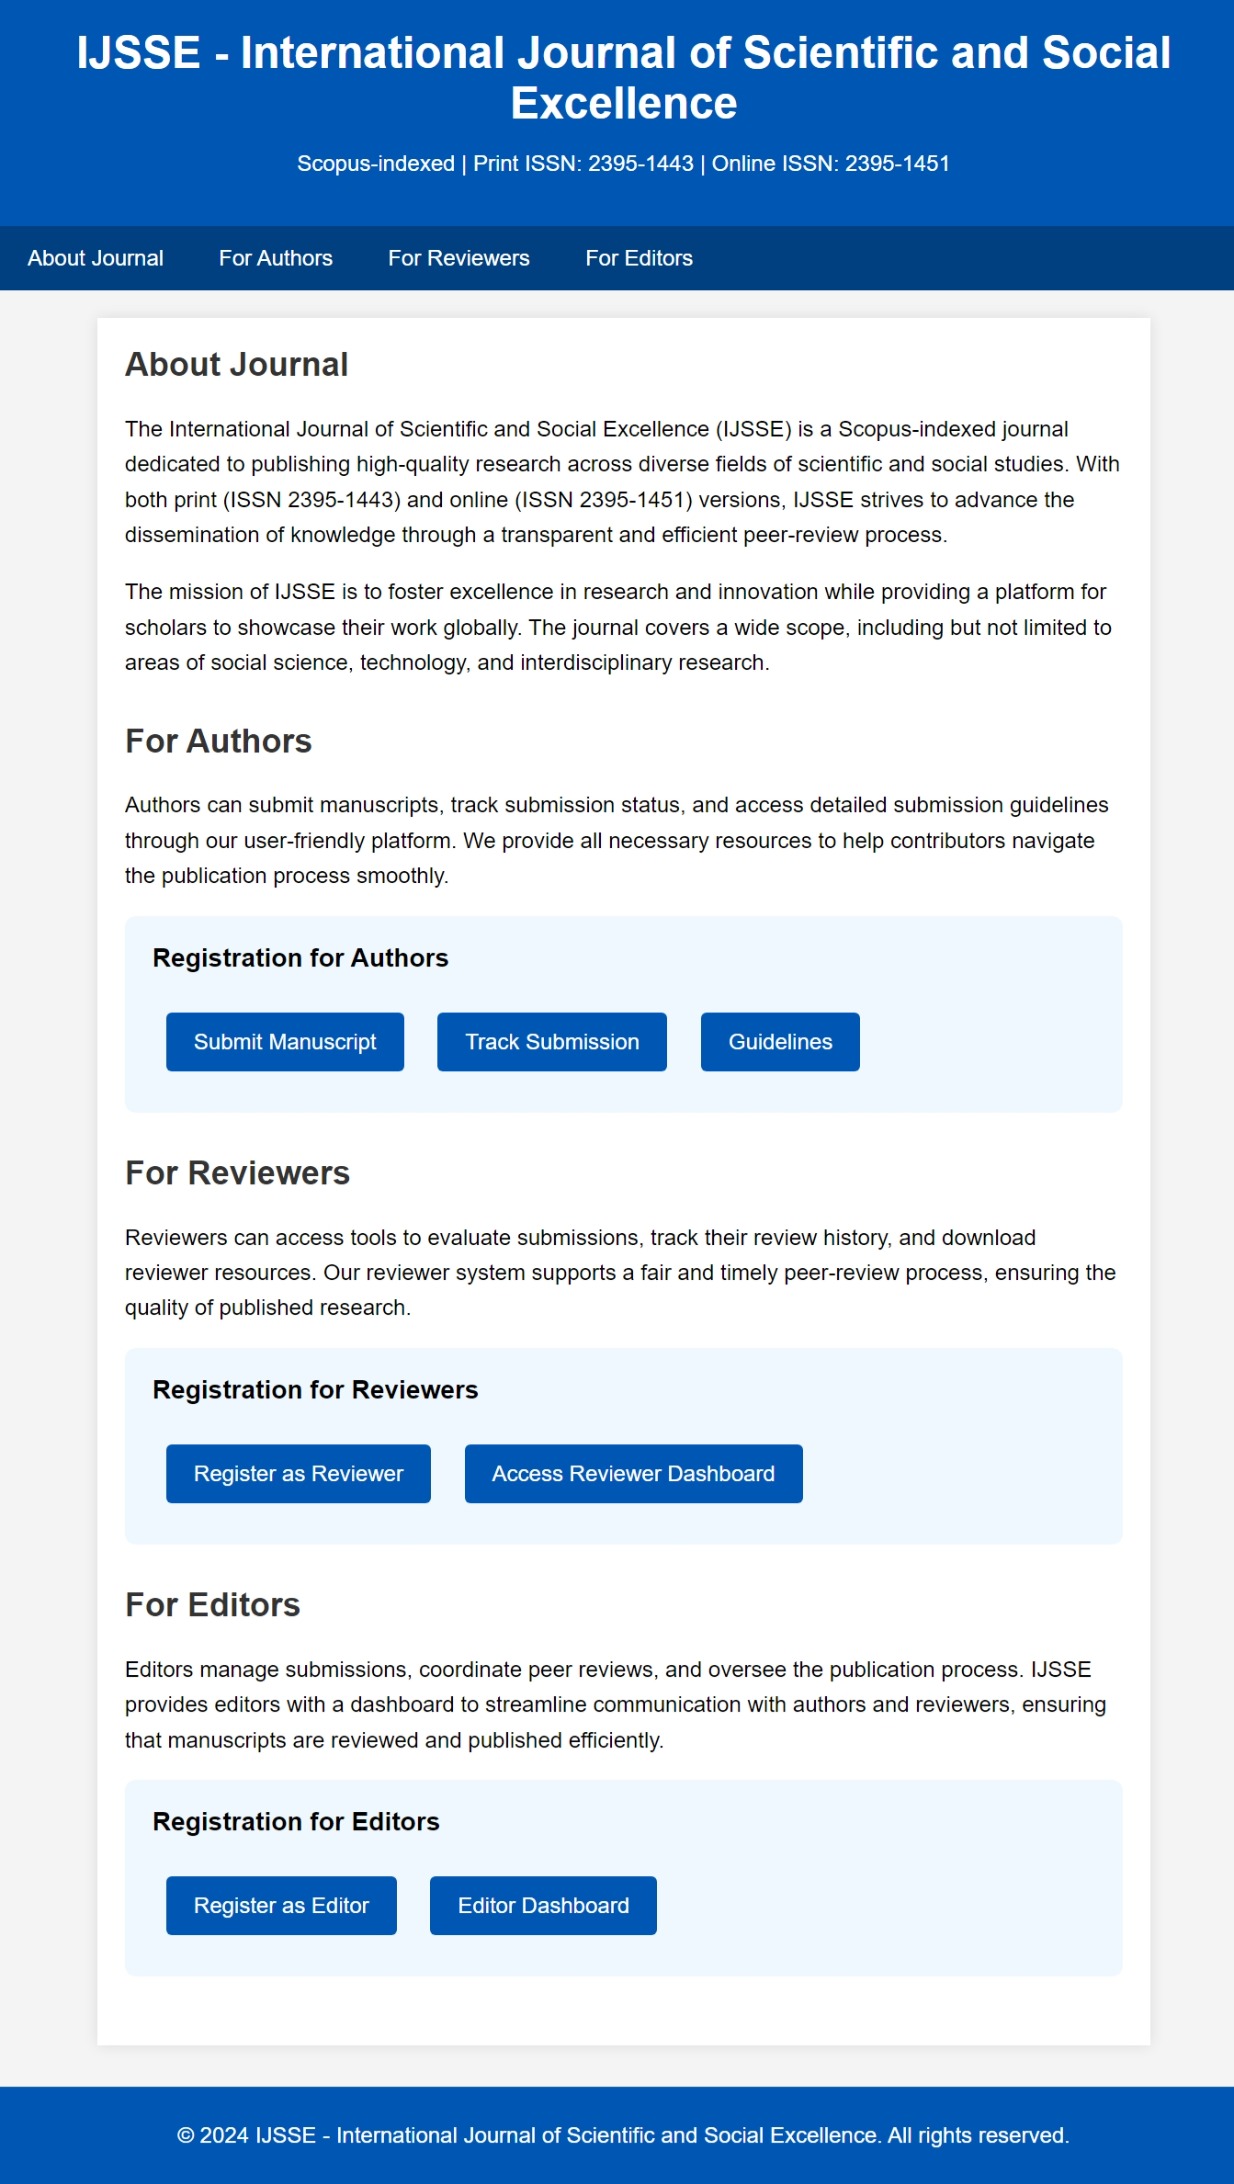 IJSSE - International Journal of Scientific and Social
Excellence
Scopus-indexed | Print ISSN: 2395-1443 | Online ISSN: 2395-1451
About Journal For Authors For Reviewers For Editors
About Journal
The International Journal of Scientific and Social Excellence (IJSSE) is a Scopus-indexed journal
dedicated to publishing high-quality research across diverse fields of scientific and social studies. With
both print (ISSN 2395-1443) and online (ISSN 2395-1451) versions, IJSSE strives to advance the
dissemination of knowledge through a transparent and efficient peer-review process.
The mission of IJSSE is to foster excellence in research and innovation while providing a platform for
scholars to showcase their work globally. The journal covers a wide scope, including but not limited to
areas of social science, technology, and interdisciplinary research.
For Authors
Authors can submit manuscripts, track submission status, and access detailed submission guidelines
through our user-friendly platform. We provide all necessary resources to help contributors navigate
the publication process smoothly.
Registration for Authors
Submit Manuscript Track Submission Guidelines
For Reviewers
Reviewers can access tools to evaluate submissions, track their review history, and download
reviewer resources. Our reviewer system supports a fair and timely peer-review process, ensuring the
quality of published research.
Registration for Reviewers
Register as Reviewer Access Reviewer Dashboard
For Editors
Editors manage submissions, coordinate peer reviews, and oversee the publication process. IJSSE
provides editors with a dashboard to streamline communication with authors and reviewers, ensuring
that manuscripts are reviewed and published efficiently.
Registration for Editors
Register as Editor Editor Dashboard
© 2024 IJSSE - International Journal of Scientific and Social Excellence. All rights reserved.